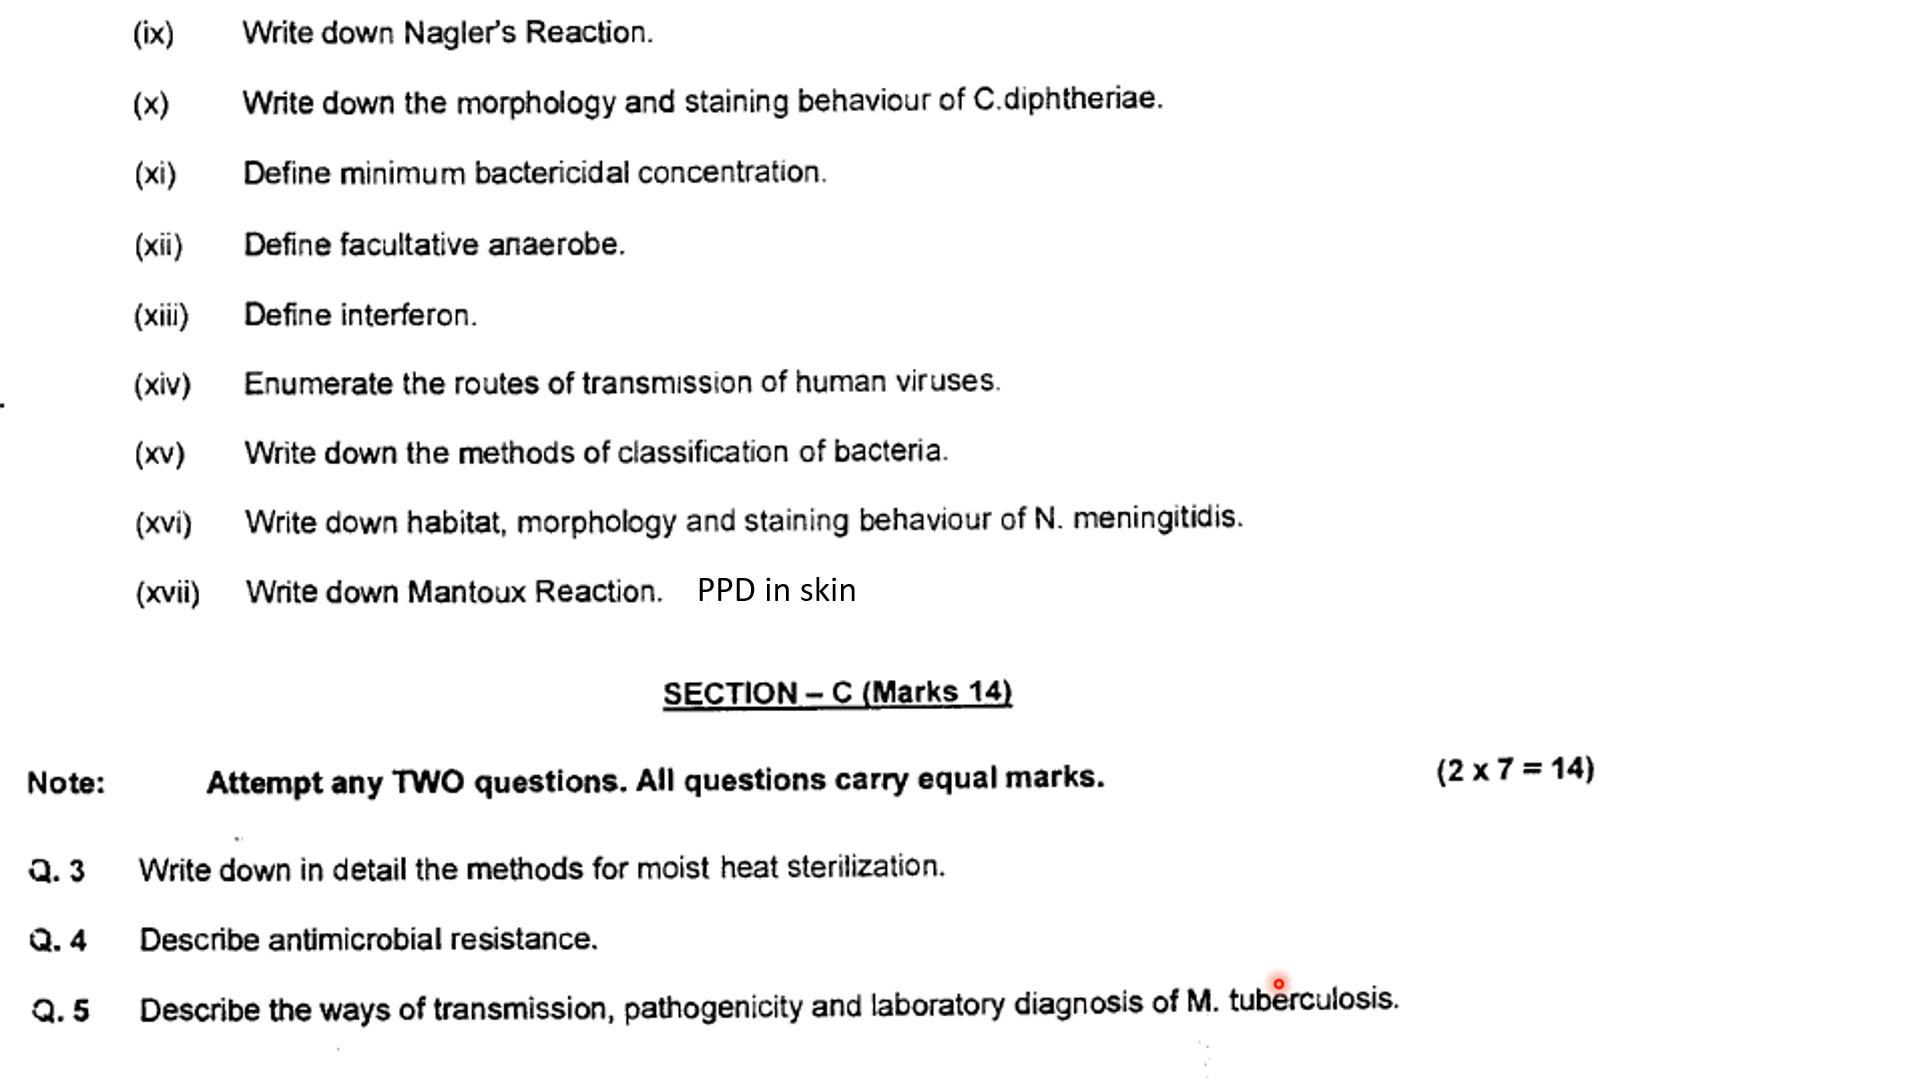 (ix) Write down Nagler's Reaction.
(x) Write down the morphology and staining behaviour of C.diphtheriae.
(xi) Define minimum bactericidal concentration.
(xii) Define facultative anaerobe.
(xiii) Define interferon.
(xiv) Enumerate the routes of transmission of human viruses.
(xv) Write down the methods of classification of bacteria.
(xvi) Write down habitat, morphology and staining behaviour of N. meningitidis.
(xvii) Write down Mantoux Reaction. PPD in skin
SECTION – C (Marks 14)
Note: Attempt any TWO questions. All questions carry equal marks. (2 x 7 = 14)
Q. 3 Write down in detail the methods for moist heat sterilization.
Q. 4 Describe antimicrobial resistance.
Q. 5 Describe the ways of transmission, pathogenicity and laboratory diagnosis of M. tuberculosis.